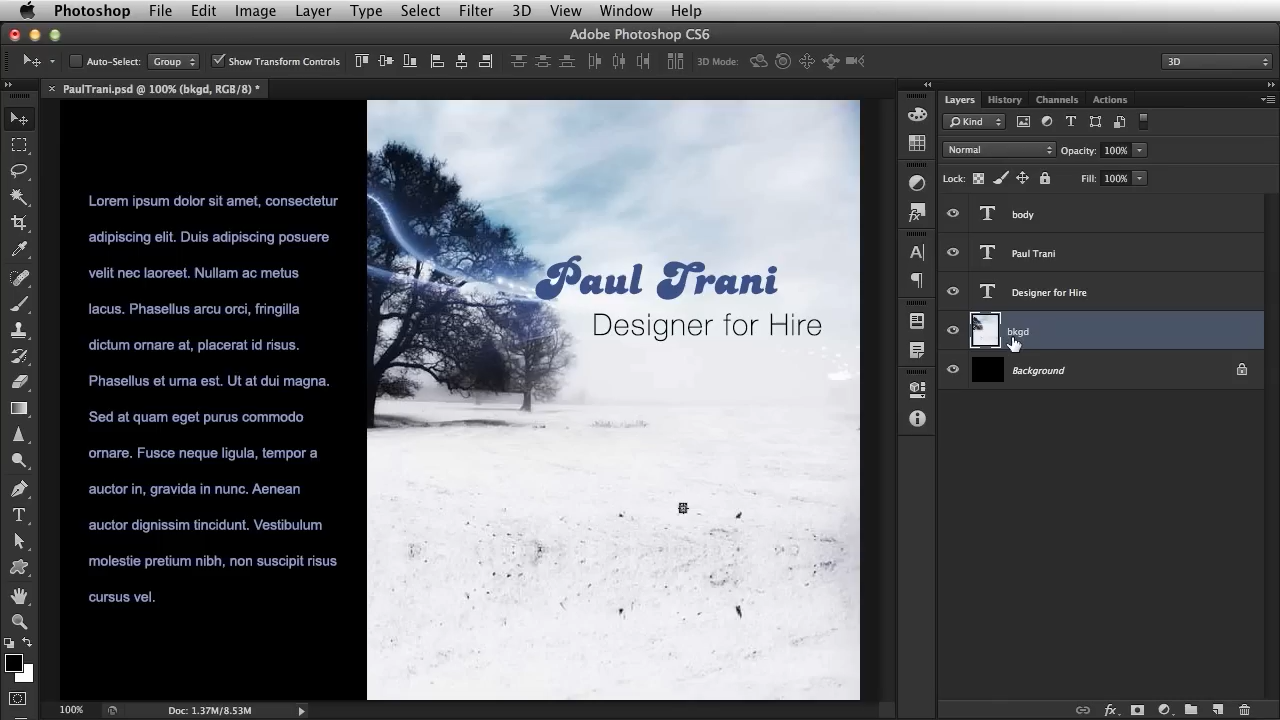 Photoshop File Edit Image Layer Type Select Filter 3D View Window Help
Adobe Photoshop CS6
Auto-Select: Group Show Transform Controls 3D Mode: 3D
× PaulTrani.psd @ 100% (bkgd, RGB/8) *
Layers History Channels Actions
Kind
Normal Opacity: 100%
Lock: Fill: 100%
body
Paul Trani
Designer for Hire
bkgd
Background
Lorem ipsum dolor sit amet, consectetur
adipiscing elit. Duis adipiscing posuere
velit nec laoreet. Nullam ac metus
lacus. Phasellus arcu orci, fringilla
dictum ornare at, placerat id risus.
Phasellus et urna est. Ut at dui magna.
Sed at quam eget purus commodo
ornare. Fusce neque ligula, tempor a
auctor in, gravida in nunc. Aenean
auctor dignissim tincidunt. Vestibulum
molestie pretium nibh, non suscipit risus
cursus vel.
Paul Trani
Designer for Hire
100% Doc: 1.37M/8.53M